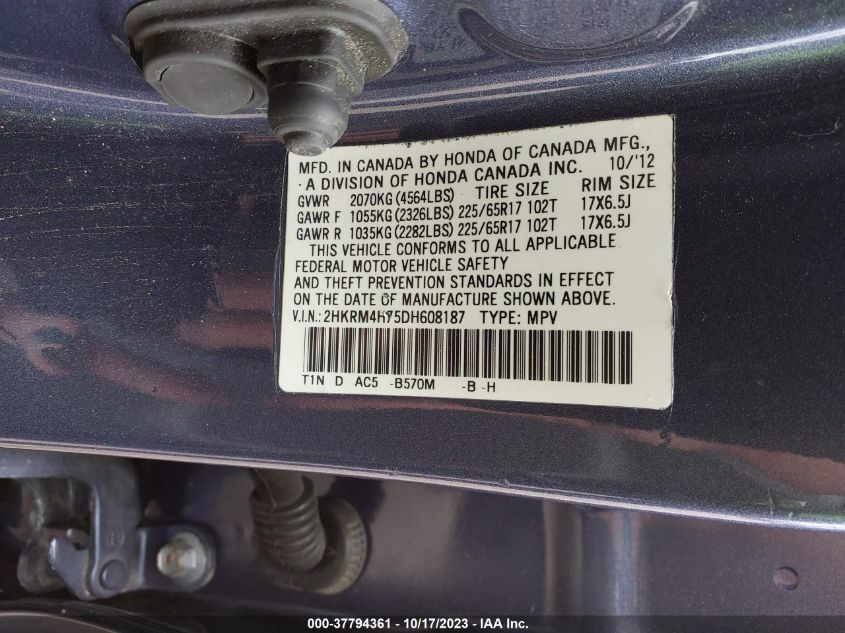 MFD. IN CANADA BY HONDA OF CANADA MFG.,
A DIVISION OF HONDA CANADA INC. 10/'12
GVWR 2070KG (4564LBS) TIRE SIZE RIM SIZE
GAWR F 1055KG (2326LBS) 225/65R17 102T 17X6.5J
GAWR R 1035KG (2282LBS) 225/65R17 102T 17X6.5J
THIS VEHICLE CONFORMS TO ALL APPLICABLE
FEDERAL MOTOR VEHICLE SAFETY
AND THEFT PREVENTION STANDARDS IN EFFECT
ON THE DATE OF MANUFACTURE SHOWN ABOVE.
V.I.N.: 2HKRM4H75DH608187 TYPE: MPV
T1N D AC5 -B570M -B -H
000-37794361 - 10/17/2023 - IAA Inc.